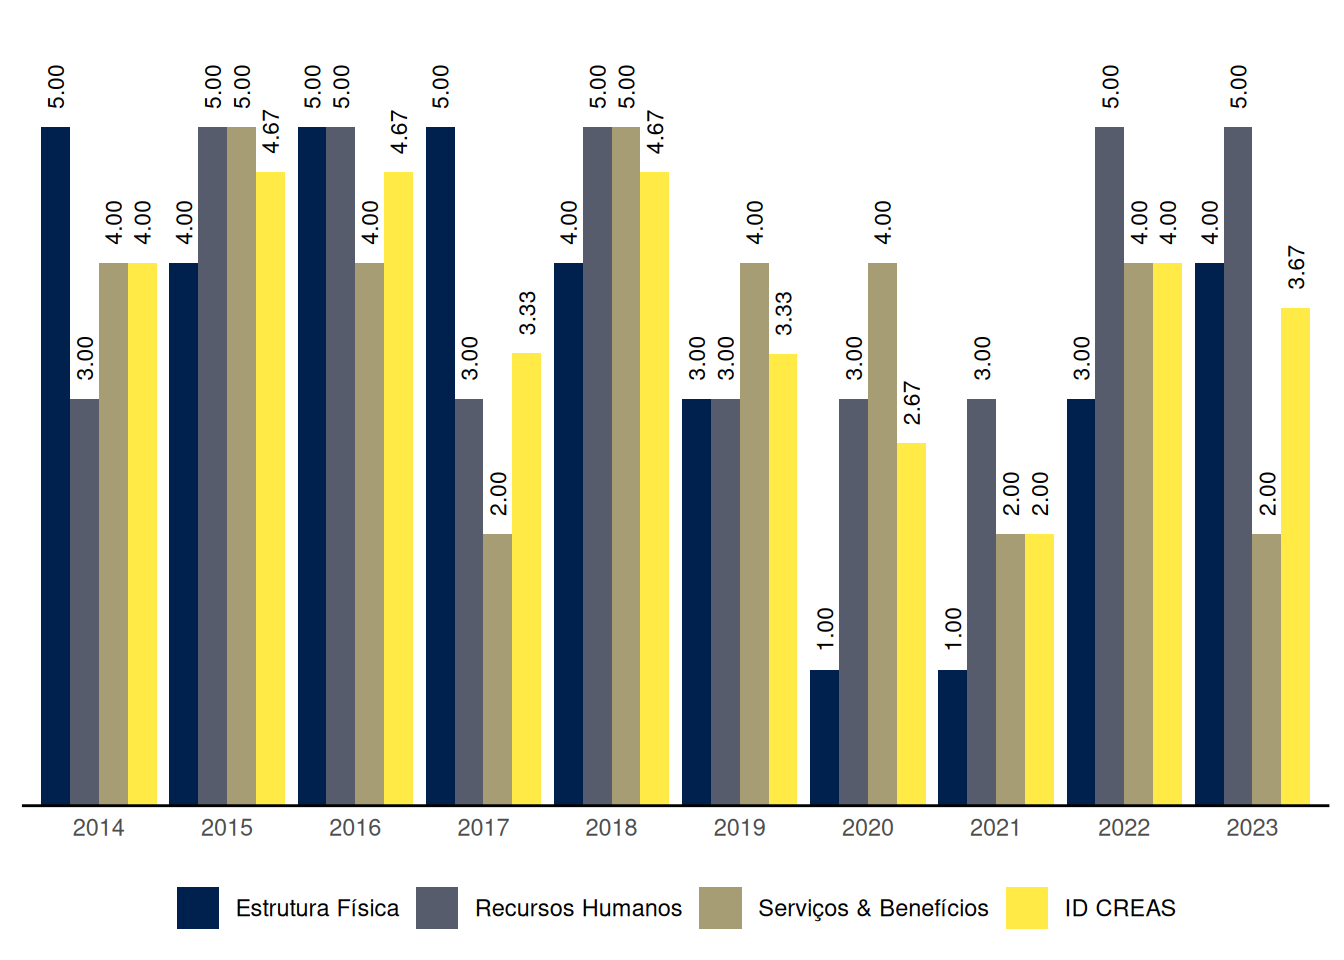 5.00 3.00 4.00 4.00 4.00 5.00 5.00 4.67 5.00 5.00 4.00 4.67 5.00 3.00 2.00 3.33 4.00 5.00 5.00 4.67 3.00 3.00 4.00 3.33 1.00 3.00 4.00 2.67 1.00 3.00 2.00 2.00 3.00 5.00 4.00 4.00 4.00 5.00 2.00 3.67
2014 2015 2016 2017 2018 2019 2020 2021 2022 2023
Estrutura Física Recursos Humanos Serviços & Benefícios ID CREAS